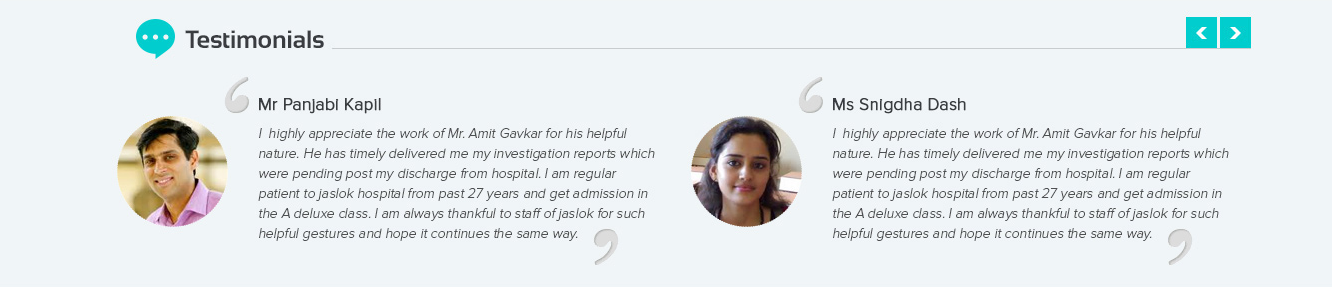 Testimonials
Mr Panjabi Kapil
I highly appreciate the work of Mr. Amit Gavkar for his helpful
nature. He has timely delivered me my investigation reports which
were pending post my discharge from hospital. I am regular
patient to jaslok hospital from past 27 years and get admission in
the A deluxe class. I am always thankful to staff of jaslok for such
helpful gestures and hope it continues the same way.
Ms Snigdha Dash
I highly appreciate the work of Mr. Amit Gavkar for his helpful
nature. He has timely delivered me my investigation reports which
were pending post my discharge from hospital. I am regular
patient to jaslok hospital from past 27 years and get admission in
the A deluxe class. I am always thankful to staff of jaslok for such
helpful gestures and hope it continues the same way.